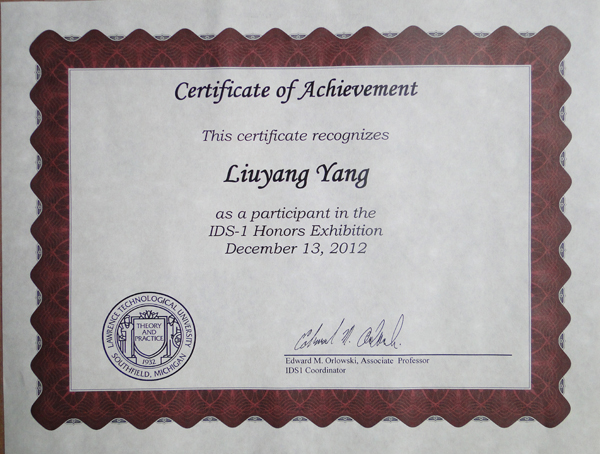 Certificate of Achievement
This certificate recognizes
Liuyang Yang
as a participant in the
IDS-1 Honors Exhibition
December 13, 2012
LAWRENCE TECHNOLOGICAL UNIVERSITY
THEORY
AND
PRACTICE
1932
SOUTHFIELD, MICHIGAN
Edward M. Orlowski, Associate Professor
IDS1 Coordinator